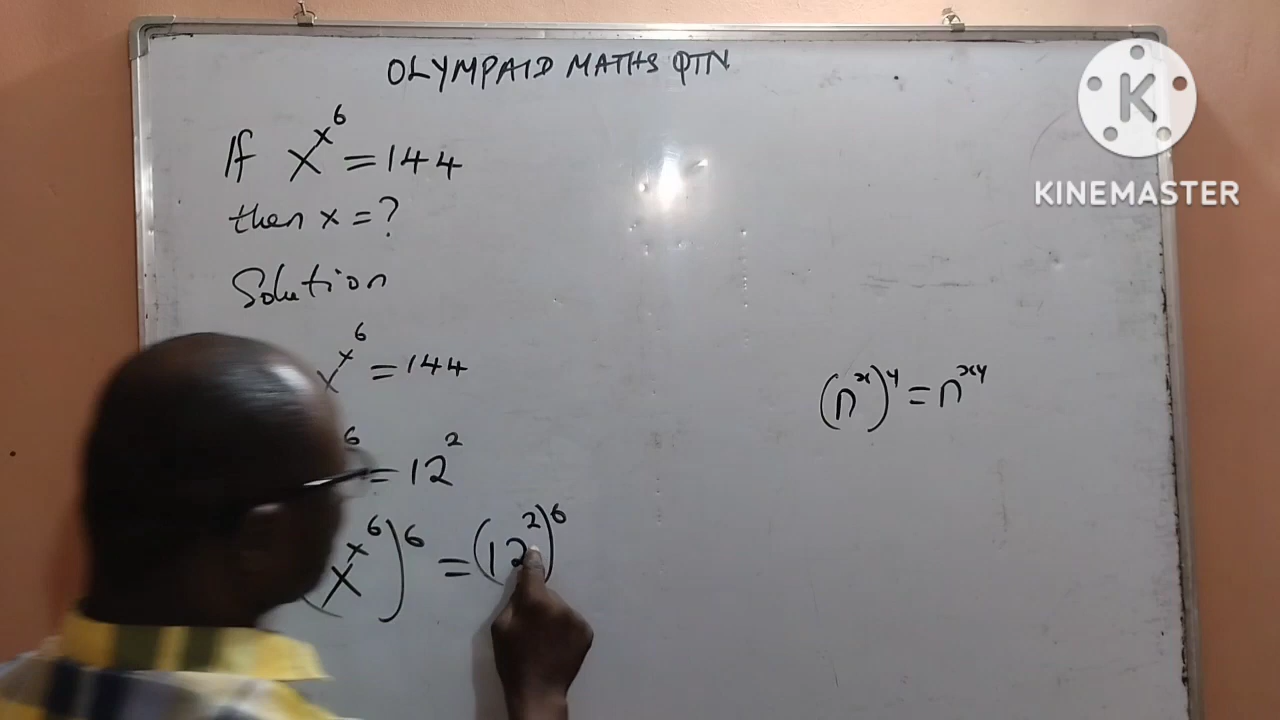 OLYMPAID MATHS QTN
If x^x^6 = 144
then x = ?
Solution
x^x^6 = 144
6 = 12^2
(x^x^6)^6 = (12^2)^6
(n^x)^y = n^xy
K
KINEMASTER